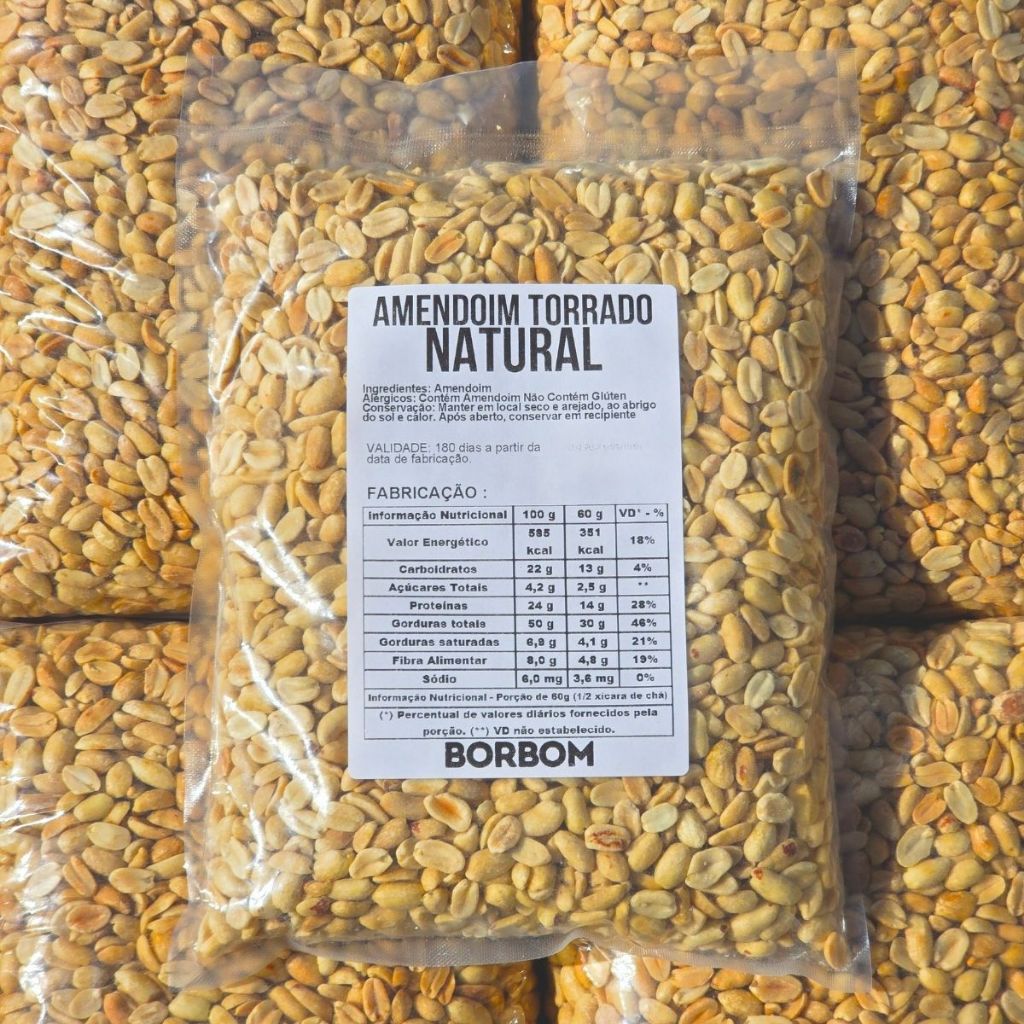 AMENDOIM TORRADO
NATURAL
Ingredientes: Amendoim
Alérgicos: Contém Amendoim Não Contém Glúten
Conservação: Manter em local seco e arejado, ao abrigo
do sol e calor. Após aberto, conservar em recipiente
VALIDADE: 180 dias a partir da
data de fabricação.
FABRICAÇÃO :
Informação Nutricional 100 g 60 g VD* - %
Valor Energético 585 kcal 351 kcal 18%
Carboidratos 22 g 13 g 4%
Açúcares Totais 4,2 g 2,5 g **
Proteínas 24 g 14 g 28%
Gorduras totais 50 g 30 g 46%
Gorduras saturadas 6,9 g 4,1 g 21%
Fibra Alimentar 8,0 g 4,8 g 19%
Sódio 6,0 mg 3,6 mg 0%
Informação Nutricional - Porção de 60g (1/2 xícara de chá)
(*) Percentual de valores diários fornecidos pela
porção. (**) VD não estabelecido.
BORBOM